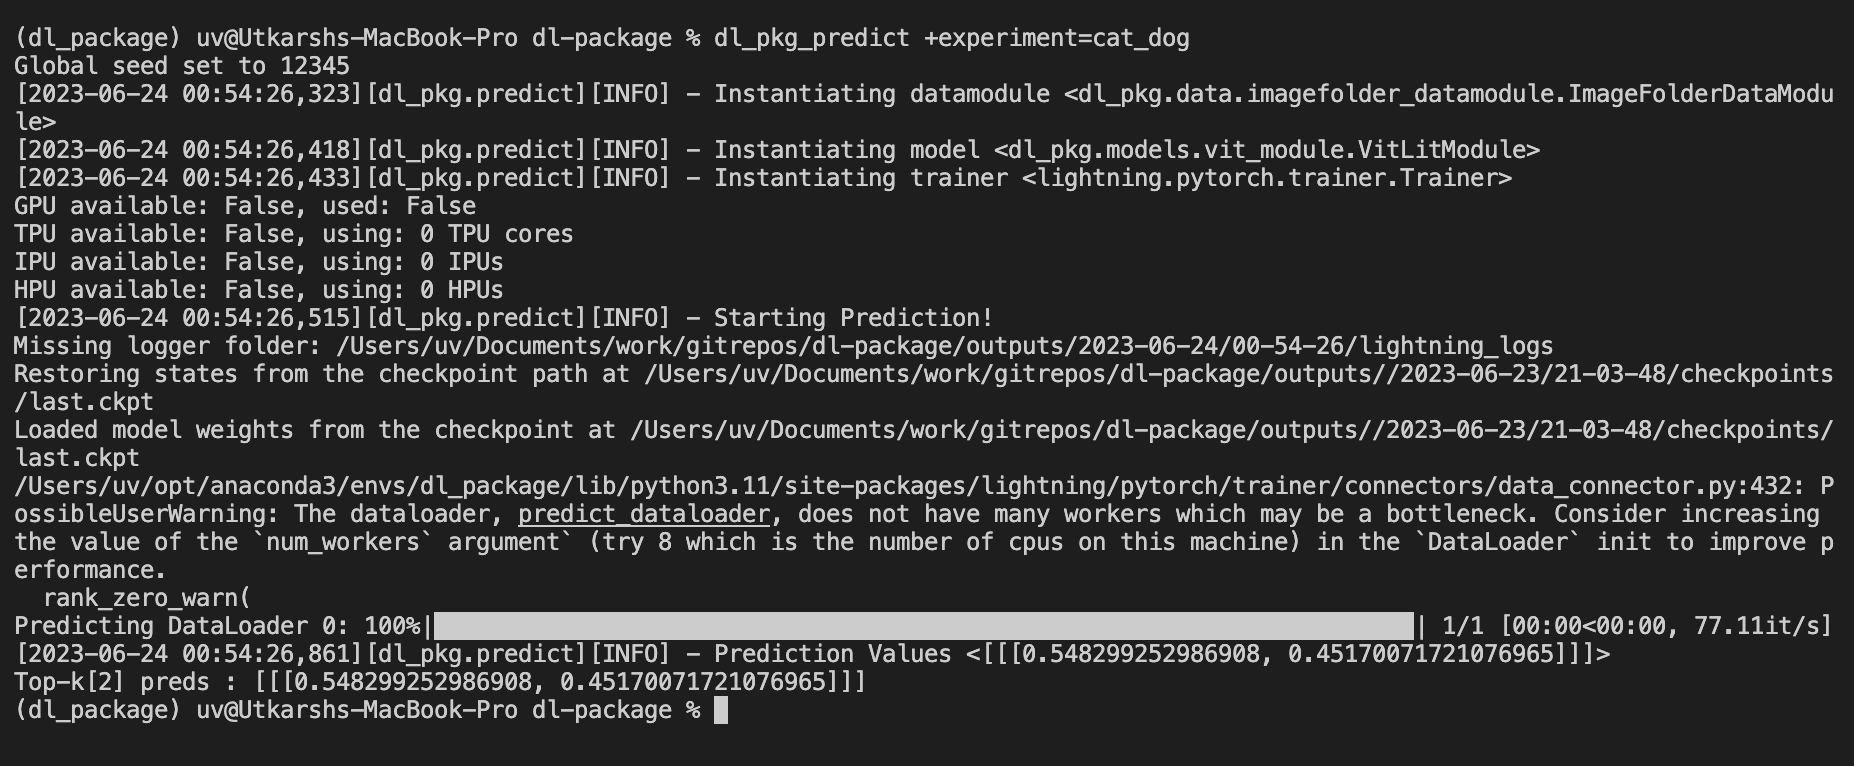 (dl_package) uv@Utkarshs-MacBook-Pro dl-package % dl_pkg_predict +experiment=cat_dog
Global seed set to 12345
[2023-06-24 00:54:26,323][dl_pkg.predict][INFO] - Instantiating datamodule <dl_pkg.data.imagefolder_datamodule.ImageFolderDataModu
le>
[2023-06-24 00:54:26,418][dl_pkg.predict][INFO] - Instantiating model <dl_pkg.models.vit_module.VitLitModule>
[2023-06-24 00:54:26,433][dl_pkg.predict][INFO] - Instantiating trainer <lightning.pytorch.trainer.Trainer>
GPU available: False, used: False
TPU available: False, using: 0 TPU cores
IPU available: False, using: 0 IPUs
HPU available: False, using: 0 HPUs
[2023-06-24 00:54:26,515][dl_pkg.predict][INFO] - Starting Prediction!
Missing logger folder: /Users/uv/Documents/work/gitrepos/dl-package/outputs/2023-06-24/00-54-26/lightning_logs
Restoring states from the checkpoint path at /Users/uv/Documents/work/gitrepos/dl-package/outputs//2023-06-23/21-03-48/checkpoints
/last.ckpt
Loaded model weights from the checkpoint at /Users/uv/Documents/work/gitrepos/dl-package/outputs//2023-06-23/21-03-48/checkpoints/
last.ckpt
/Users/uv/opt/anaconda3/envs/dl_package/lib/python3.11/site-packages/lightning/pytorch/trainer/connectors/data_connector.py:432: P
ossibleUserWarning: The dataloader, predict_dataloader, does not have many workers which may be a bottleneck. Consider increasing
the value of the `num_workers` argument` (try 8 which is the number of cpus on this machine) in the `DataLoader` init to improve p
erformance.
  rank_zero_warn(
Predicting DataLoader 0: 100%| | 1/1 [00:00<00:00, 77.11it/s]
[2023-06-24 00:54:26,861][dl_pkg.predict][INFO] - Prediction Values <[[[0.548299252986908, 0.45170071721076965]]]>
Top-k[2] preds : [[[0.548299252986908, 0.45170071721076965]]]
(dl_package) uv@Utkarshs-MacBook-Pro dl-package %